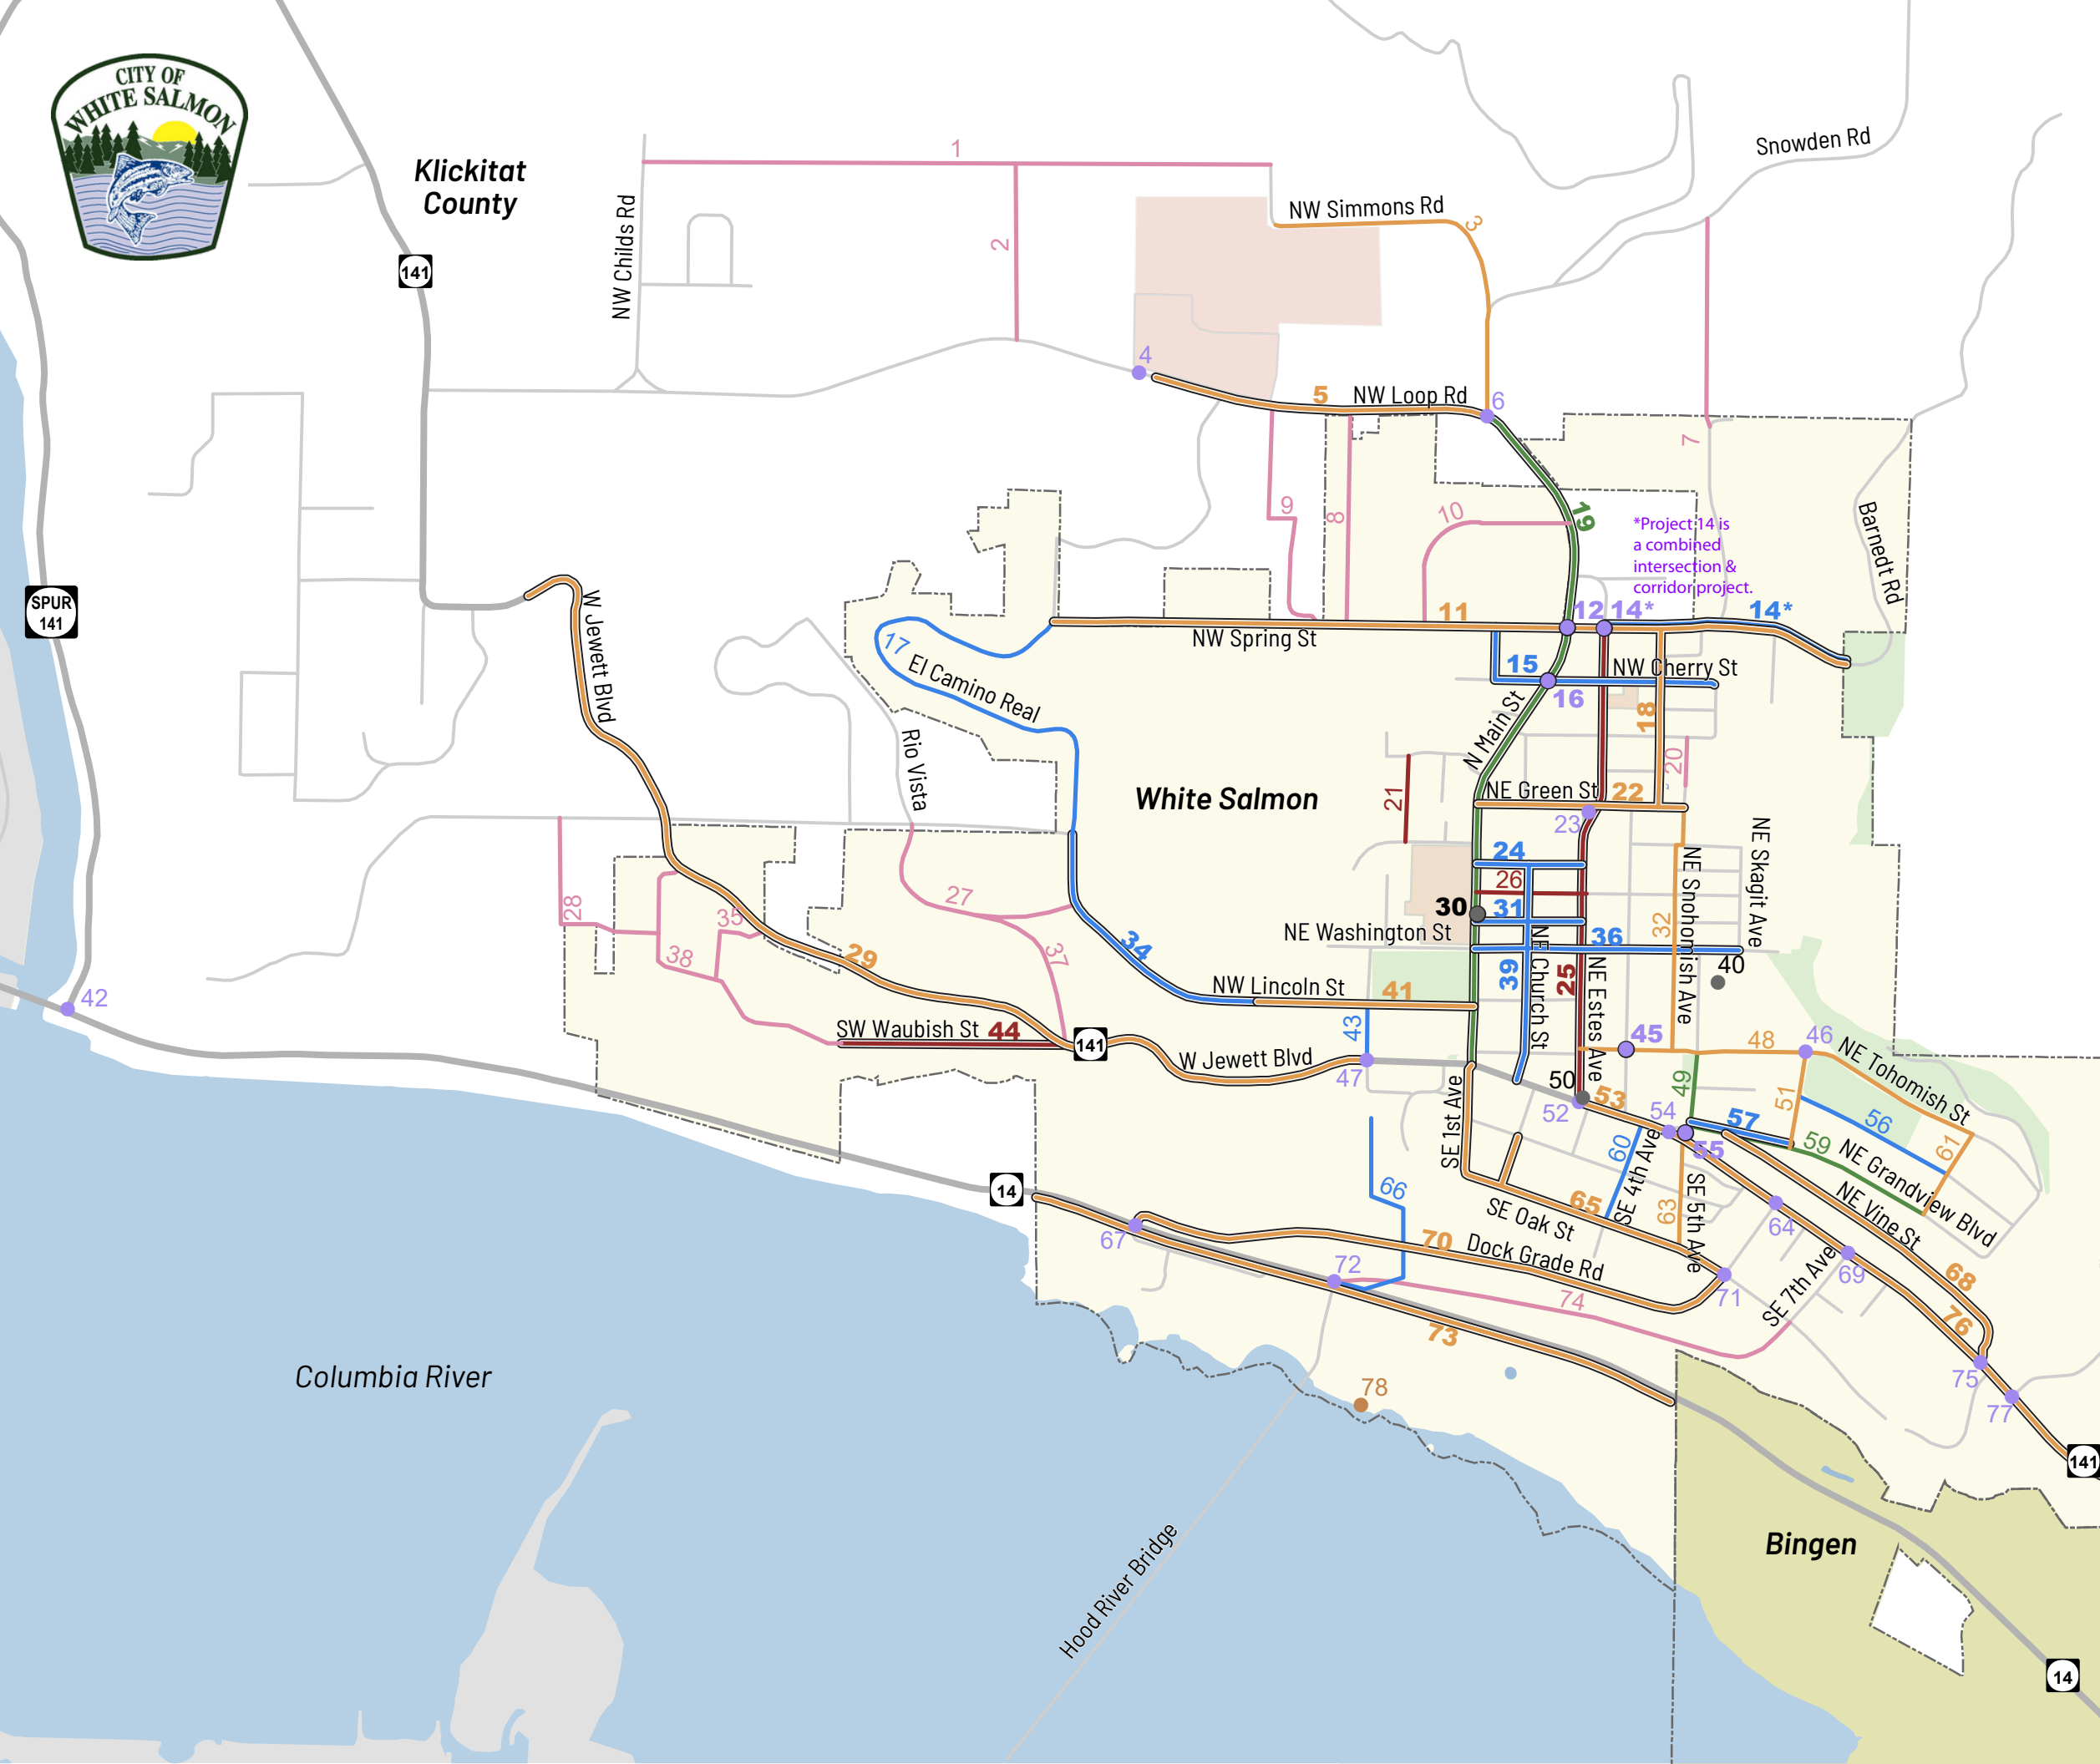 CITY OF
WHITE SALMON
Klickitat
County
141
NW Childs Rd
1
2
NW Simmons Rd
3
Snowden Rd
4
5
NW Loop Rd
6
7
8
9
10
19
*Project 14 is
a combined
intersection &
corridor project.
Barnedt Rd
SPUR
141
W Jewett Blvd
17
El Camino Real
11
NW Spring St
12
14*
14*
15
NW Cherry St
16
18
N Main St
20
Rio Vista
White Salmon
21
NE Green St
22
23
24
26
NE Snohomish Ave
NE Skagit Ave
28
35
27
38
29
37
34
30
31
NE Washington St
36
32
39
NE Church St
25
NE Estes Ave
40
42
NW Lincoln St
41
SW Waubish St
44
141
43
W Jewett Blvd
47
45
48
46
NE Tohomish St
50
49
51
52
53
54
55
57
56
61
59
NE Grandview Blvd
NE Vine St
SE 1st Ave
60
SE 4th Ave
63
SE 5th Ave
14
66
65
SE Oak St
64
67
70
Dock Grade Rd
72
71
SE 7th Ave
69
68
74
73
76
75
77
78
141
Columbia River
Hood River Bridge
Bingen
14